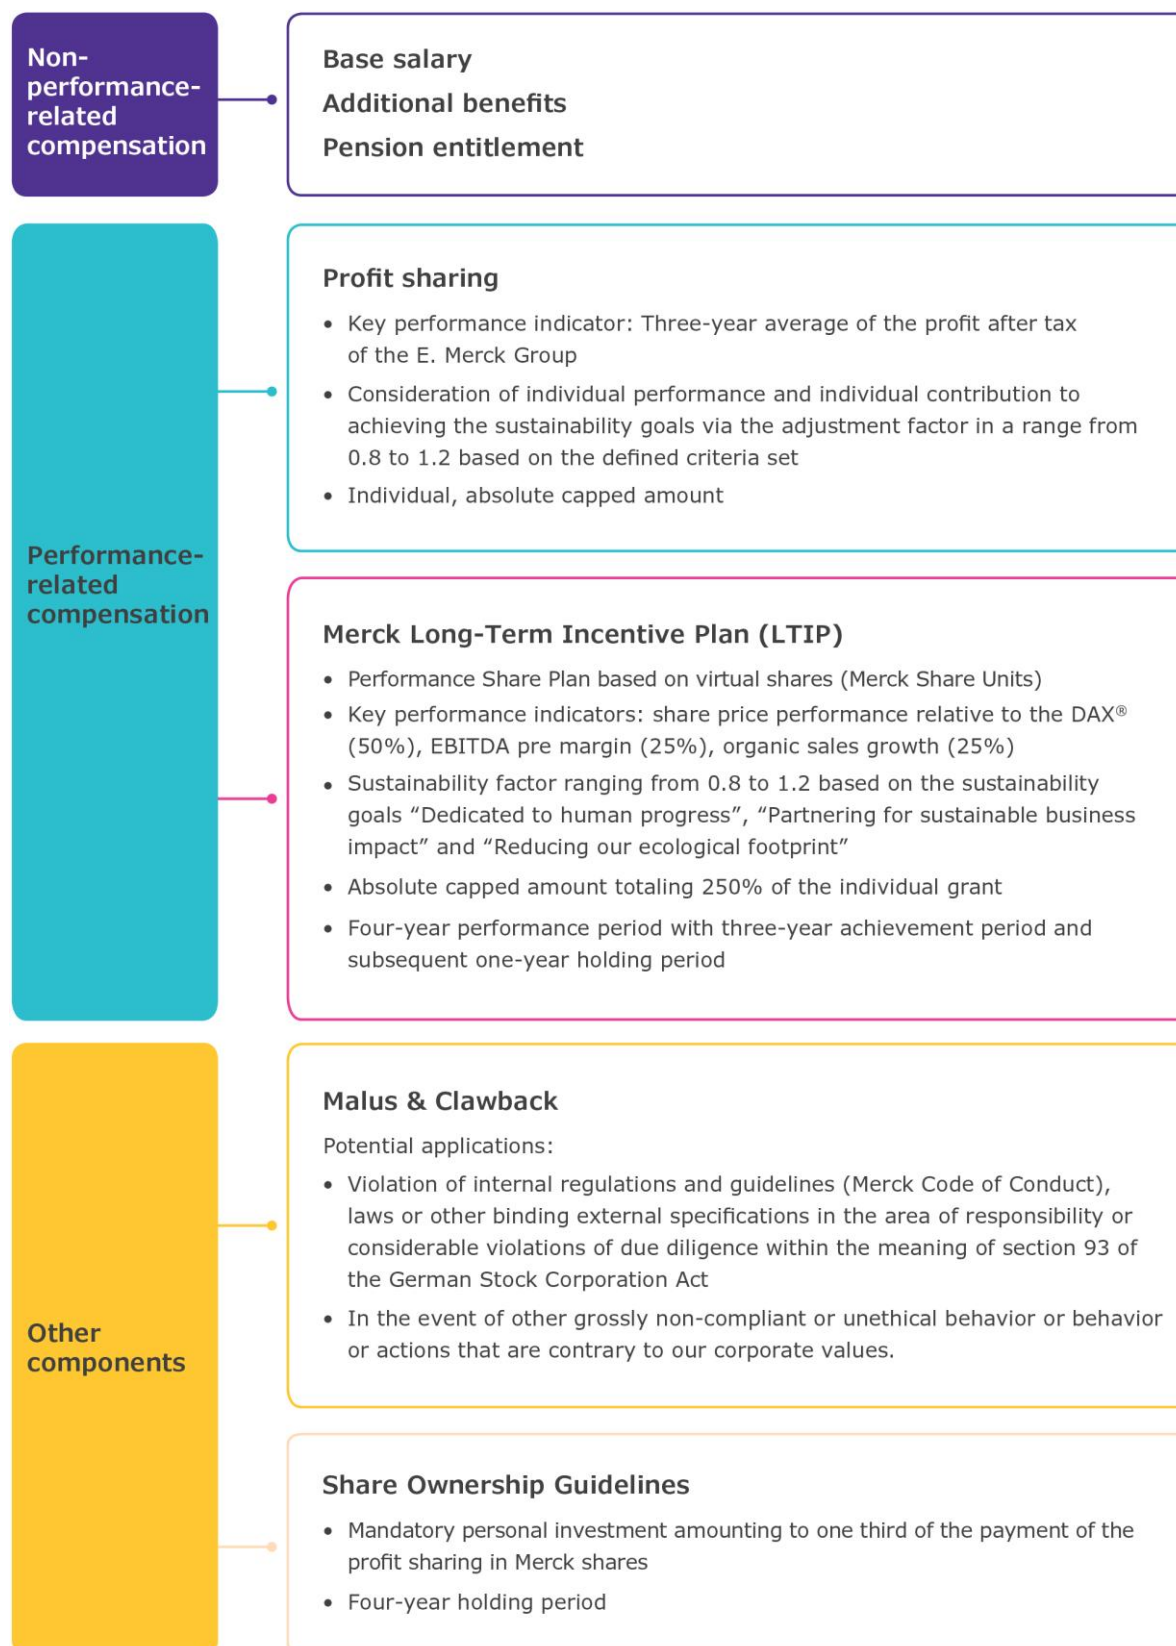 Non-
performance-
related
compensation
Base salary
Additional benefits
Pension entitlement
Performance-
related
compensation
Profit sharing
• Key performance indicator: Three-year average of the profit after tax
of the E. Merck Group
• Consideration of individual performance and individual contribution to
achieving the sustainability goals via the adjustment factor in a range from
0.8 to 1.2 based on the defined criteria set
• Individual, absolute capped amount
Merck Long-Term Incentive Plan (LTIP)
• Performance Share Plan based on virtual shares (Merck Share Units)
• Key performance indicators: share price performance relative to the DAX®
(50%), EBITDA pre margin (25%), organic sales growth (25%)
• Sustainability factor ranging from 0.8 to 1.2 based on the sustainability
goals “Dedicated to human progress”, “Partnering for sustainable business
impact” and “Reducing our ecological footprint”
• Absolute capped amount totaling 250% of the individual grant
• Four-year performance period with three-year achievement period and
subsequent one-year holding period
Other
components
Malus & Clawback
Potential applications:
• Violation of internal regulations and guidelines (Merck Code of Conduct),
laws or other binding external specifications in the area of responsibility or
considerable violations of due diligence within the meaning of section 93 of
the German Stock Corporation Act
• In the event of other grossly non-compliant or unethical behavior or behavior
or actions that are contrary to our corporate values.
Share Ownership Guidelines
• Mandatory personal investment amounting to one third of the payment of the
profit sharing in Merck shares
• Four-year holding period